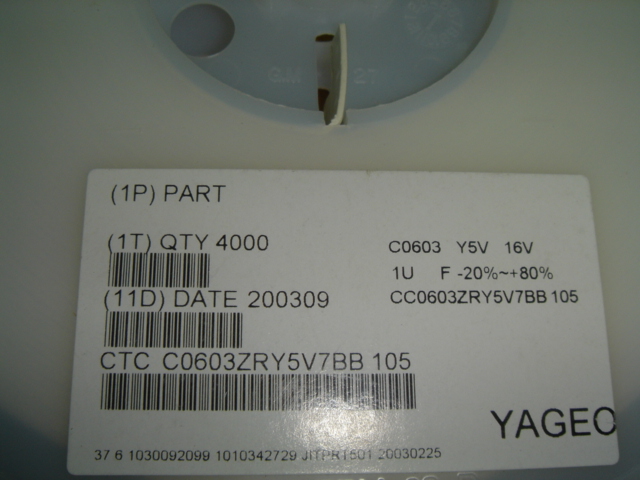 (1P) PART
(1T) QTY 4000
C0603 Y5V 16V
1U F -20%~+80%
(11D) DATE 200309
CC0603ZRY5V7BB 105
CTC C0603ZRY5V7BB 105
YAGEO
37 6 1030092099 1010342729 JITPRT501 20030225